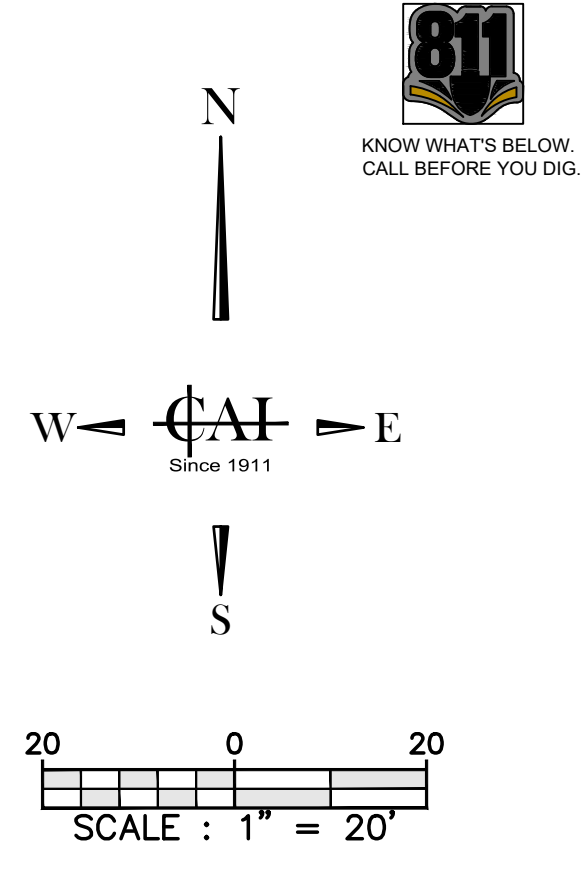 811
KNOW WHAT'S BELOW.
CALL BEFORE YOU DIG.
N
W CAI E
Since 1911
S
20 0 20
SCALE : 1" = 20'